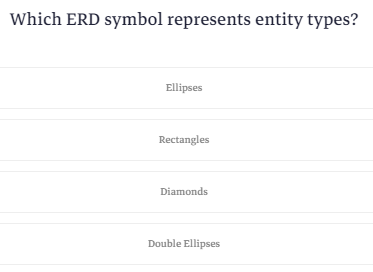 Which ERD symbol represents entity types?
Ellipses
Rectangles
Diamonds
Double Ellipses